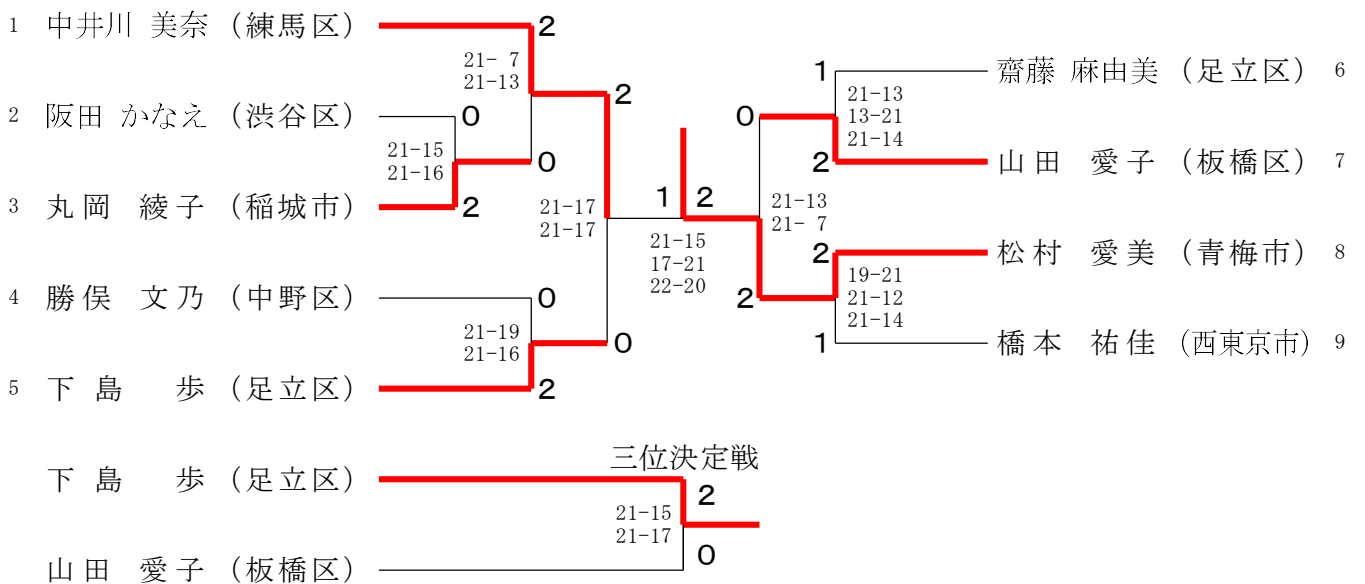 1 中井川 美奈 (練馬区) 2
21- 7
21-13
2
1 齋藤 麻由美 (足立区) 6
2 阪田 かなえ (渋谷区) 0
21-15
21-16
0
0
21-13
13-21
21-14
2 山田 愛子 (板橋区) 7
3 丸岡 綾子 (稲城市) 2
21-17
21-17
1 2
21-15
17-21
22-20
21-13
21- 7
2 松村 愛美 (青梅市) 8
4 勝俣 文乃 (中野区) 0
21-19
21-16
0
2
19-21
21-12
21-14
1 橋本 祐佳 (西東京市) 9
5 下島 歩 (足立区) 2
三位決定戦
下島 歩 (足立区) 2
21-15
21-17
山田 愛子 (板橋区) 0